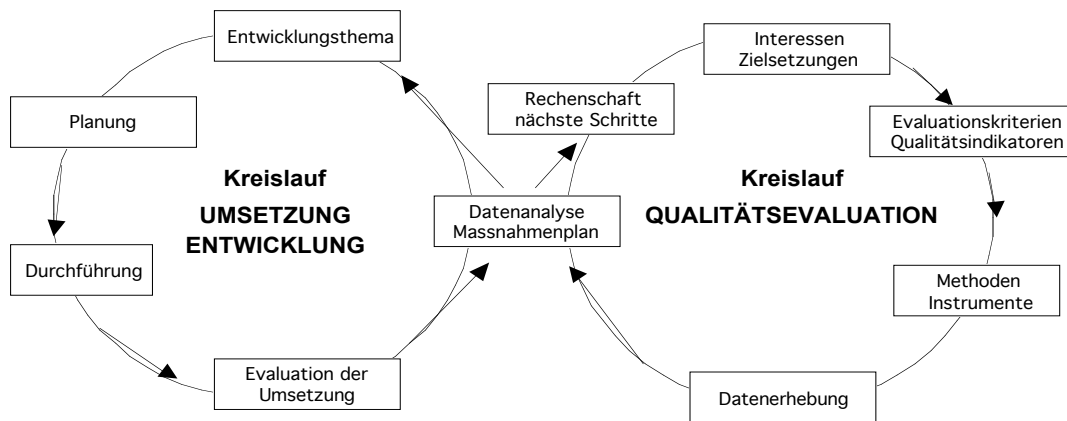 Entwicklungsthema
Planung
Durchführung
Evaluation der
Umsetzung
Kreislauf
UMSETZUNG
ENTWICKLUNG
Datenanalyse
Massnahmenplan
Rechenschaft
nächste Schritte
Interessen
Zielsetzungen
Evaluationskriterien
Qualitätsindikatoren
Methoden
Instrumente
Datenerhebung
Kreislauf
QUALITÄTSEVALUATION